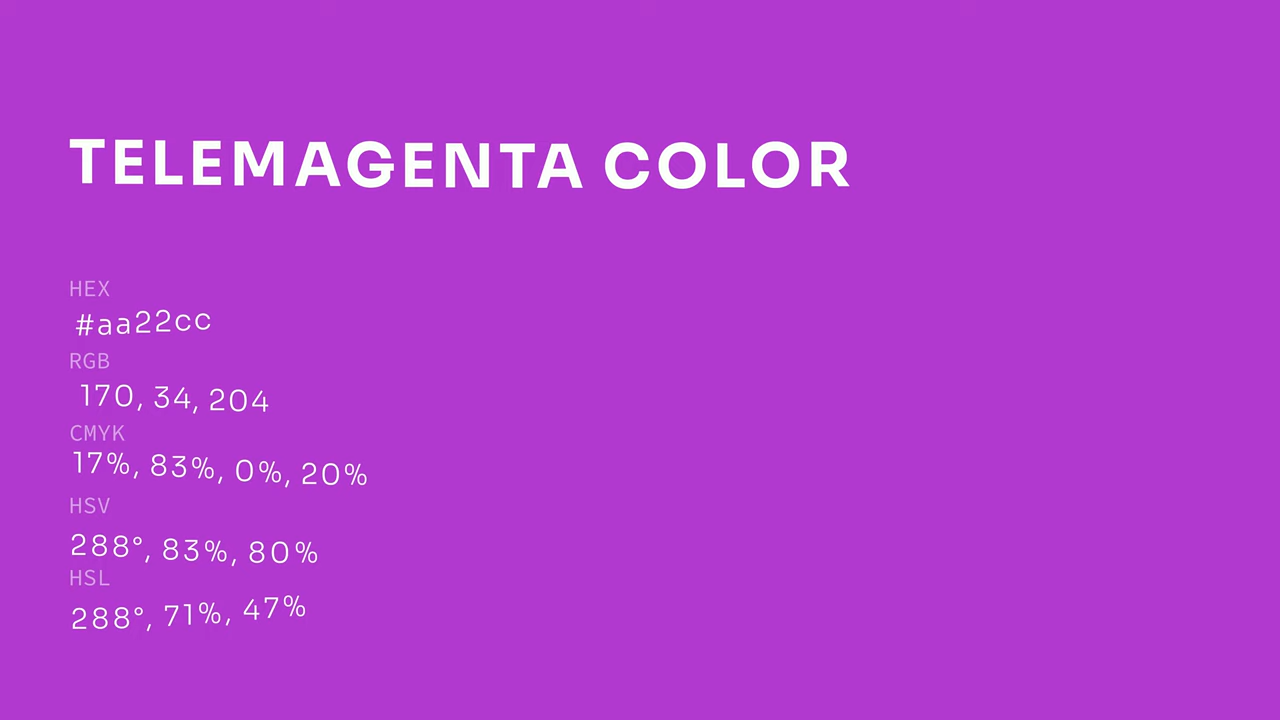 TELEMAGENTA COLOR
HEX
#aa22cc
RGB
170, 34, 204
CMYK
17%, 83%, 0%, 20%
HSV
288°, 83%, 80%
HSL
288°, 71%, 47%